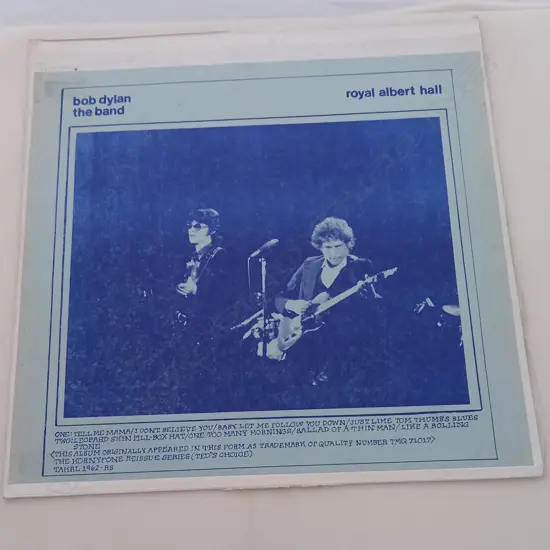 bob dylan
the band
royal albert hall
ONE: TELL ME MAMA/I DON'T BELIEVE YOU/BABY LET ME FOLLOW YOU DOWN/JUST LIKE TOM THUMBS BLUES
TWO: LEOPARD SKIN PILL-BOX HAT/ONE TOO MANY MORNINGS/BALLAD OF A THIN MAN/LIKE A ROLLING
STONE
<THIS ALBUM ORIGINALLY APPEARED IN THIS FORM AS TRADEMARK OF QUALITY NUMBER TMQ 71017>
THE KORNYFONE REISSUE SERIES (TED'S CHOICE)
TAKRL 1962-RS